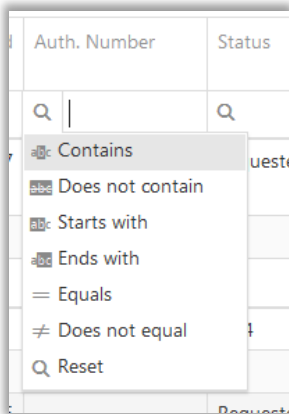 Auth. Number
Status
Contains
Does not contain
Starts with
Ends with
Equals
Does not equal
Reset